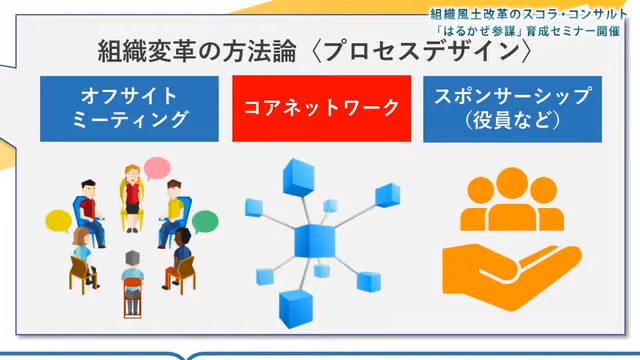 組織風土改革のスコラ・コンサルト
「はるかぜ参謀」育成セミナー開催
組織変革の方法論〈プロセスデザイン〉
オフサイト
ミーティング
コアネットワーク
スポンサーシップ
（役員など）